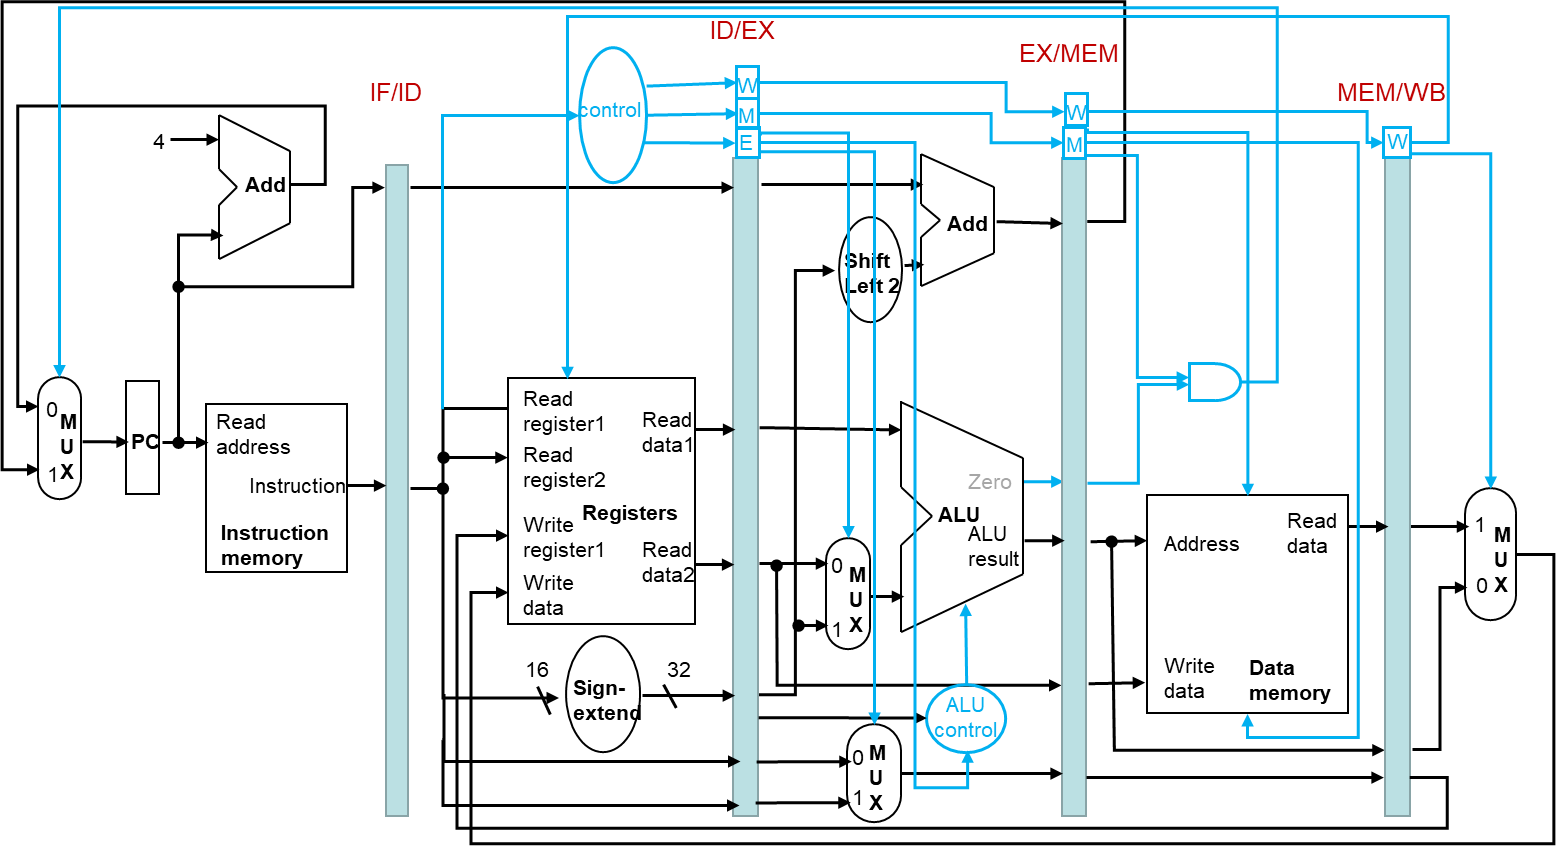 ID/EX
EX/MEM
IF/ID
MEM/WB
control
W
M
E
W
M
W
4
Add
Add
Shift
Left 2
0
M
U
1 X
PC
Read
address
Instruction
Instruction
memory
Read
register1
Read
register2
Write
register1
Write
data
Registers
Read
data1
Read
data2
16
Sign-
extend
32
0
M
U
1 X
Zero
ALU
ALU
result
ALU
control
0
M
U
1
X
Address
Read
data
Write
data
Data
memory
1
M
U
0 X